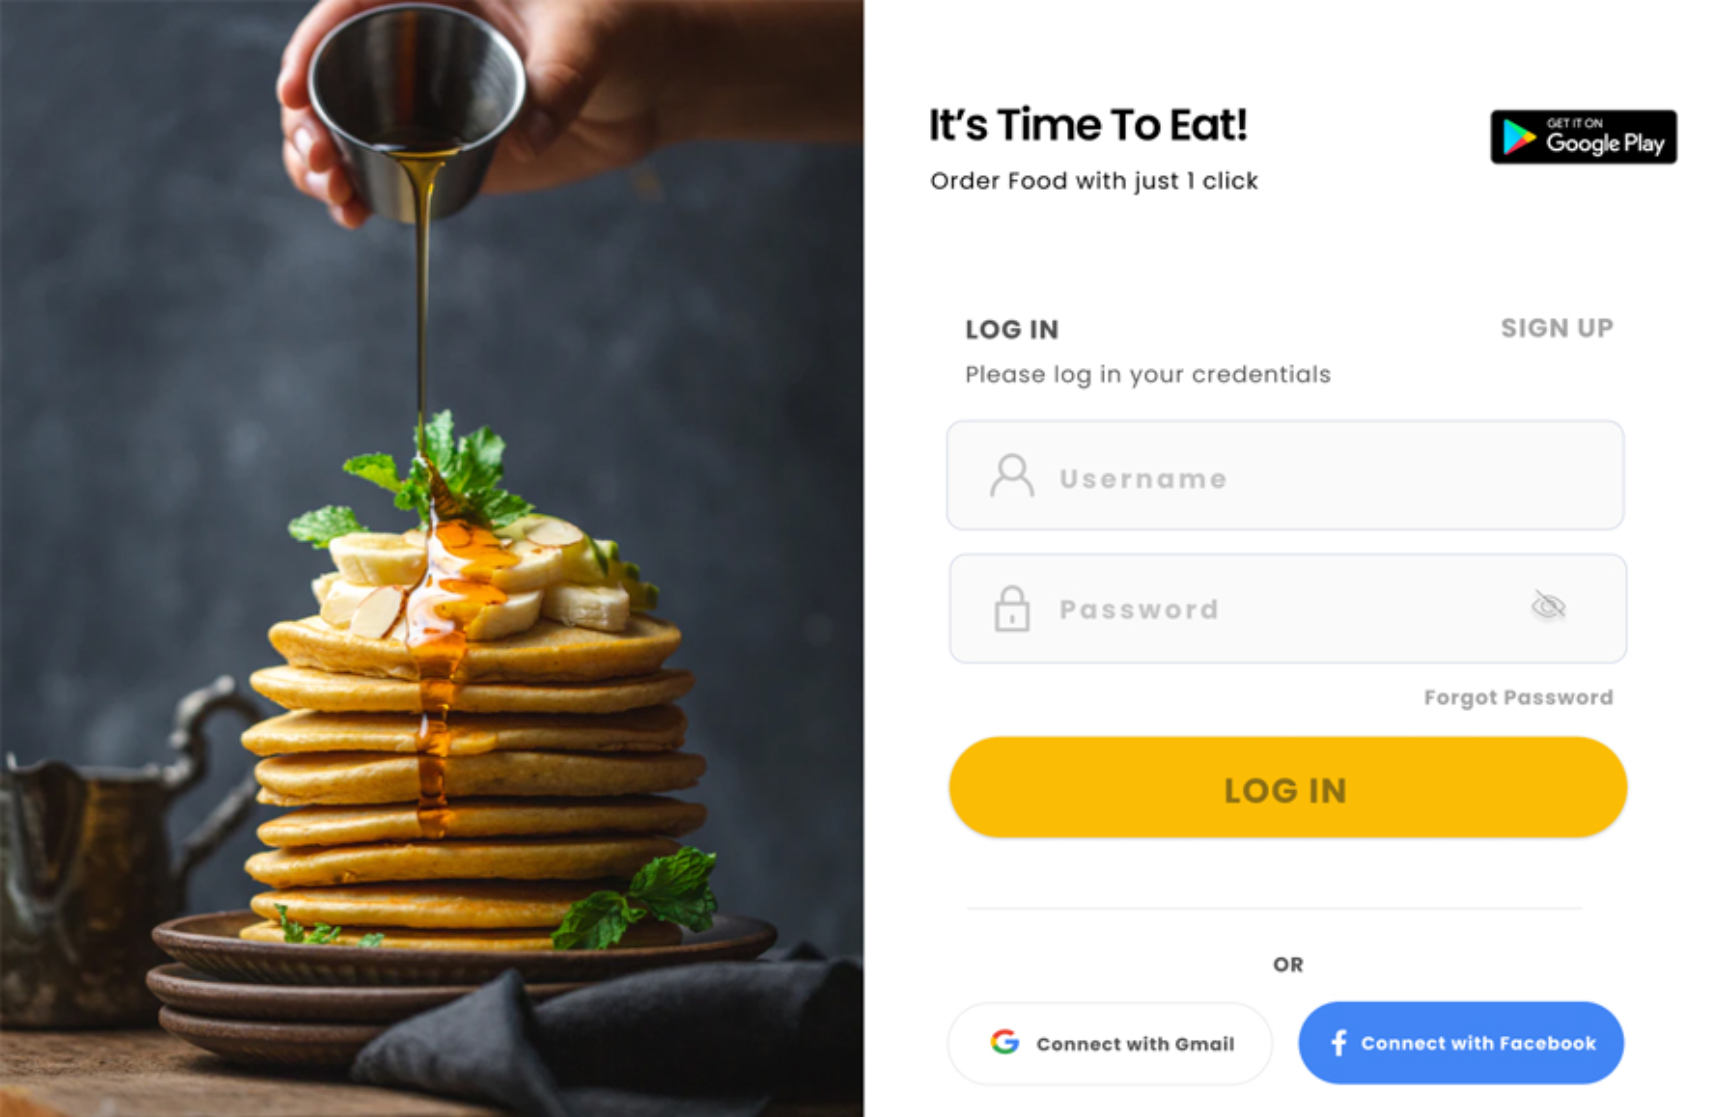 It's Time To Eat!
GET IT ON
Google Play
Order Food with just 1 click
LOG IN
SIGN UP
Please log in your credentials
Username
Password
Forgot Password
LOG IN
OR
Connect with Gmail
Connect with Facebook